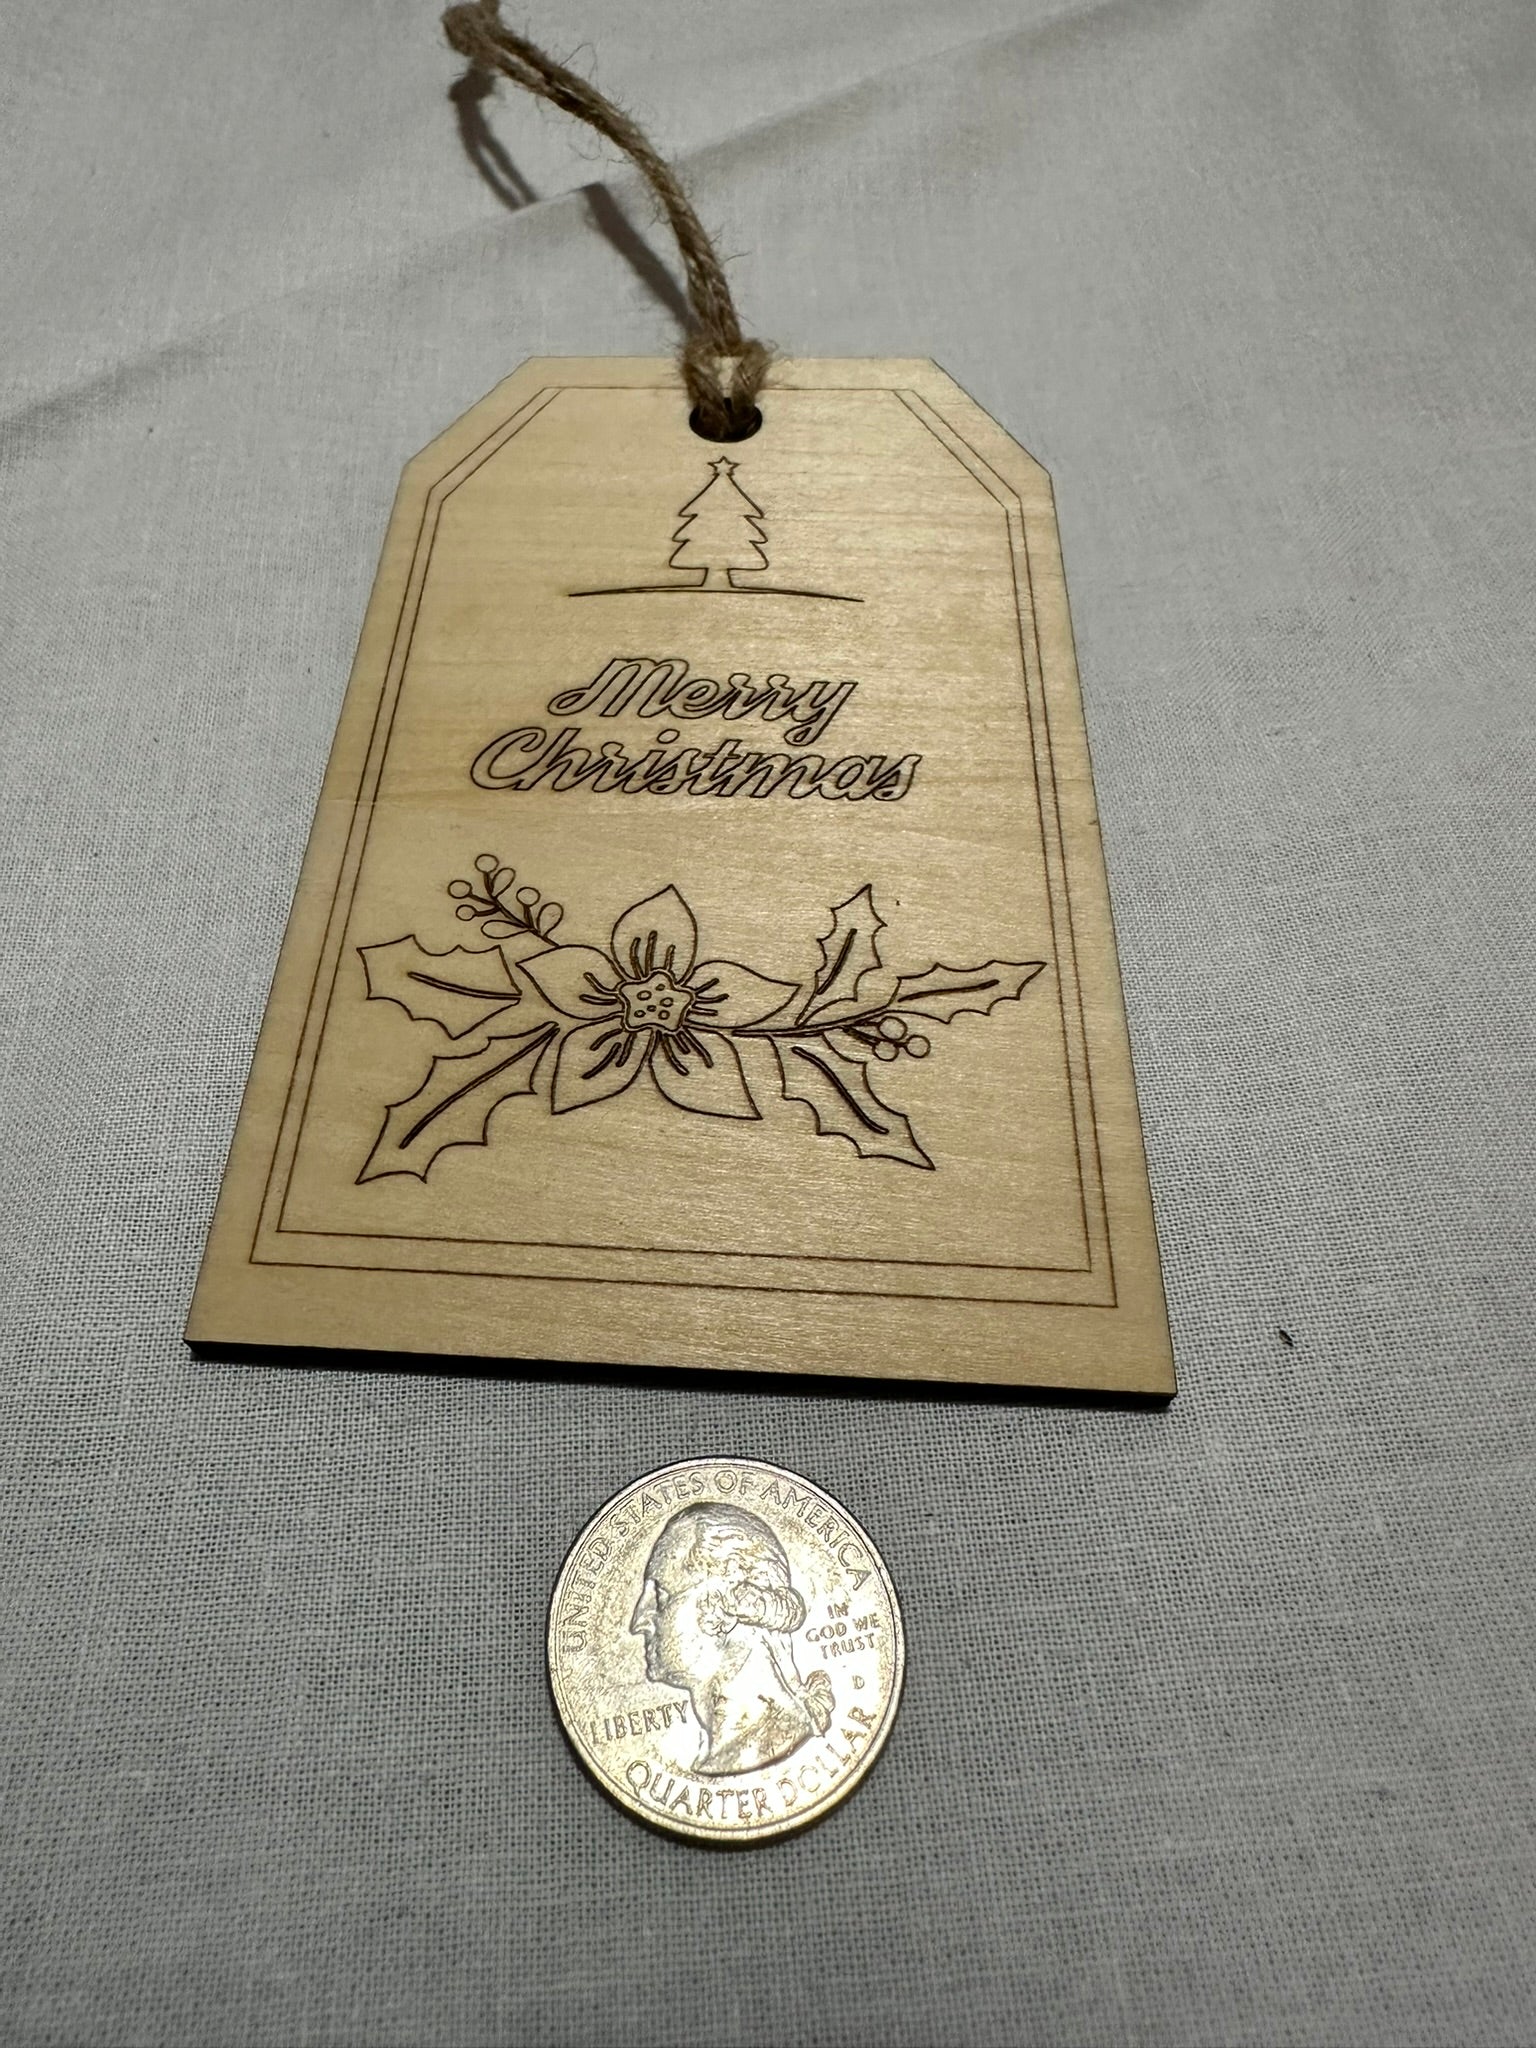 Merry
Christmas
UNITED STATES OF AMERICA
IN
GOD WE
TRUST
D
LIBERTY
QUARTER DOLLAR